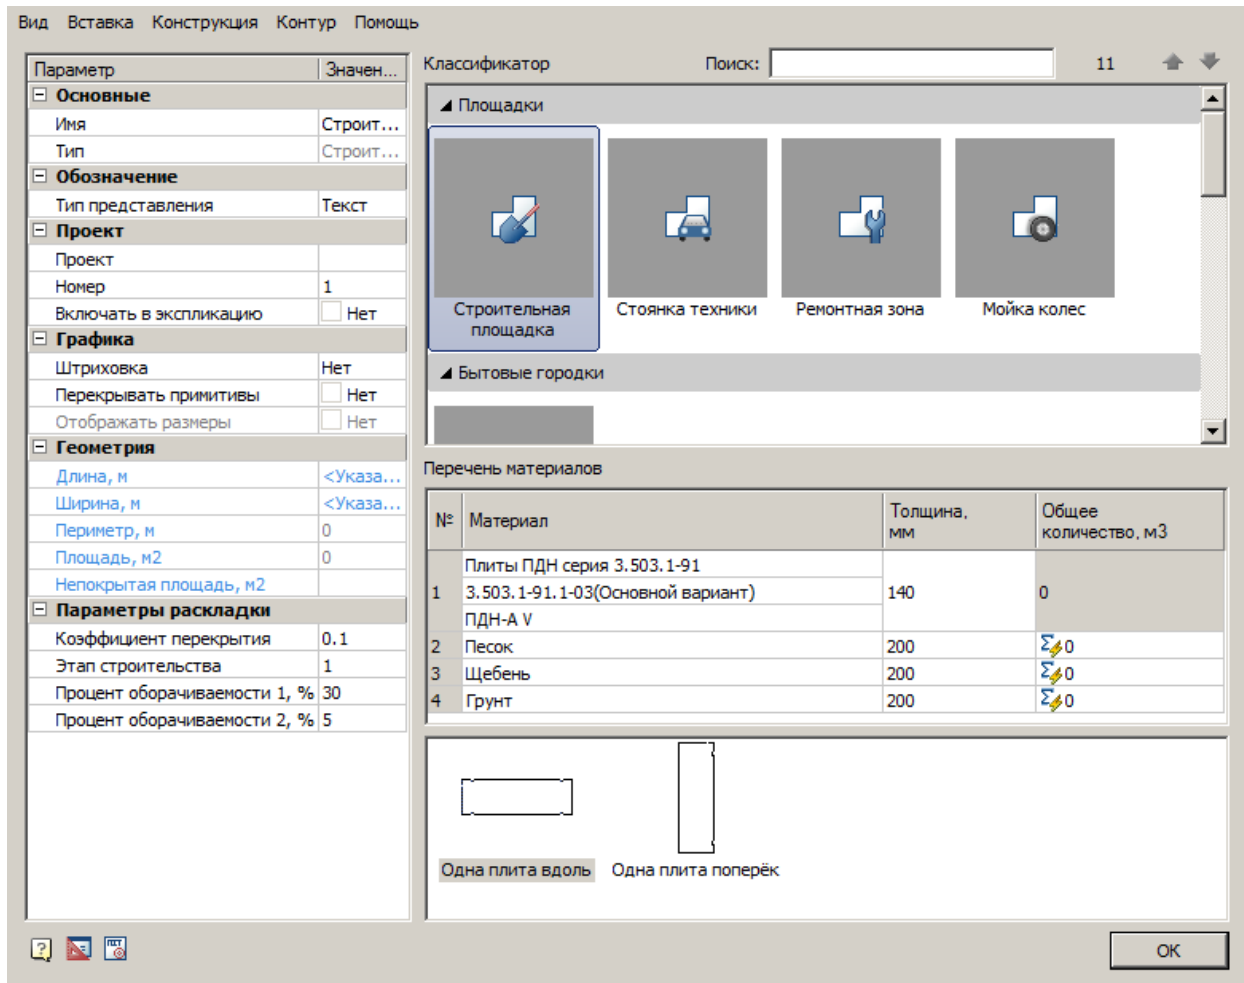 Вид Вставка Конструкция Контур Помощь
Параметр Значен...
Основные
Имя Строит...
Тип Строит...
Обозначение
Тип представления Текст
Проект
Проект
Номер 1
Включать в экспликацию Нет
Графика
Штриховка Нет
Перекрывать примитивы Нет
Отображать размеры Нет
Геометрия
Длина, м <Указа...
Ширина, м <Указа...
Периметр, м 0
Площадь, м2 0
Непокрытая площадь, м2
Параметры раскладки
Коэффициент перекрытия 0.1
Этап строительства 1
Процент оборачиваемости 1, % 30
Процент оборачиваемости 2, % 5
Классификатор Поиск: 11
Площадки
Строительная
площадка
Стоянка техники
Ремонтная зона
Мойка колес
Бытовые городки
Перечень материалов
№ Материал Толщина, мм Общее количество, м3
1 Плиты ПДН серия 3.503.1-91
3.503.1-91.1-03(Основной вариант) 140 0
ПДН-А V
2 Песок 200 Σ 0
3 Щебень 200 Σ 0
4 Грунт 200 Σ 0
Одна плита вдоль Одна плита поперёк
? OK